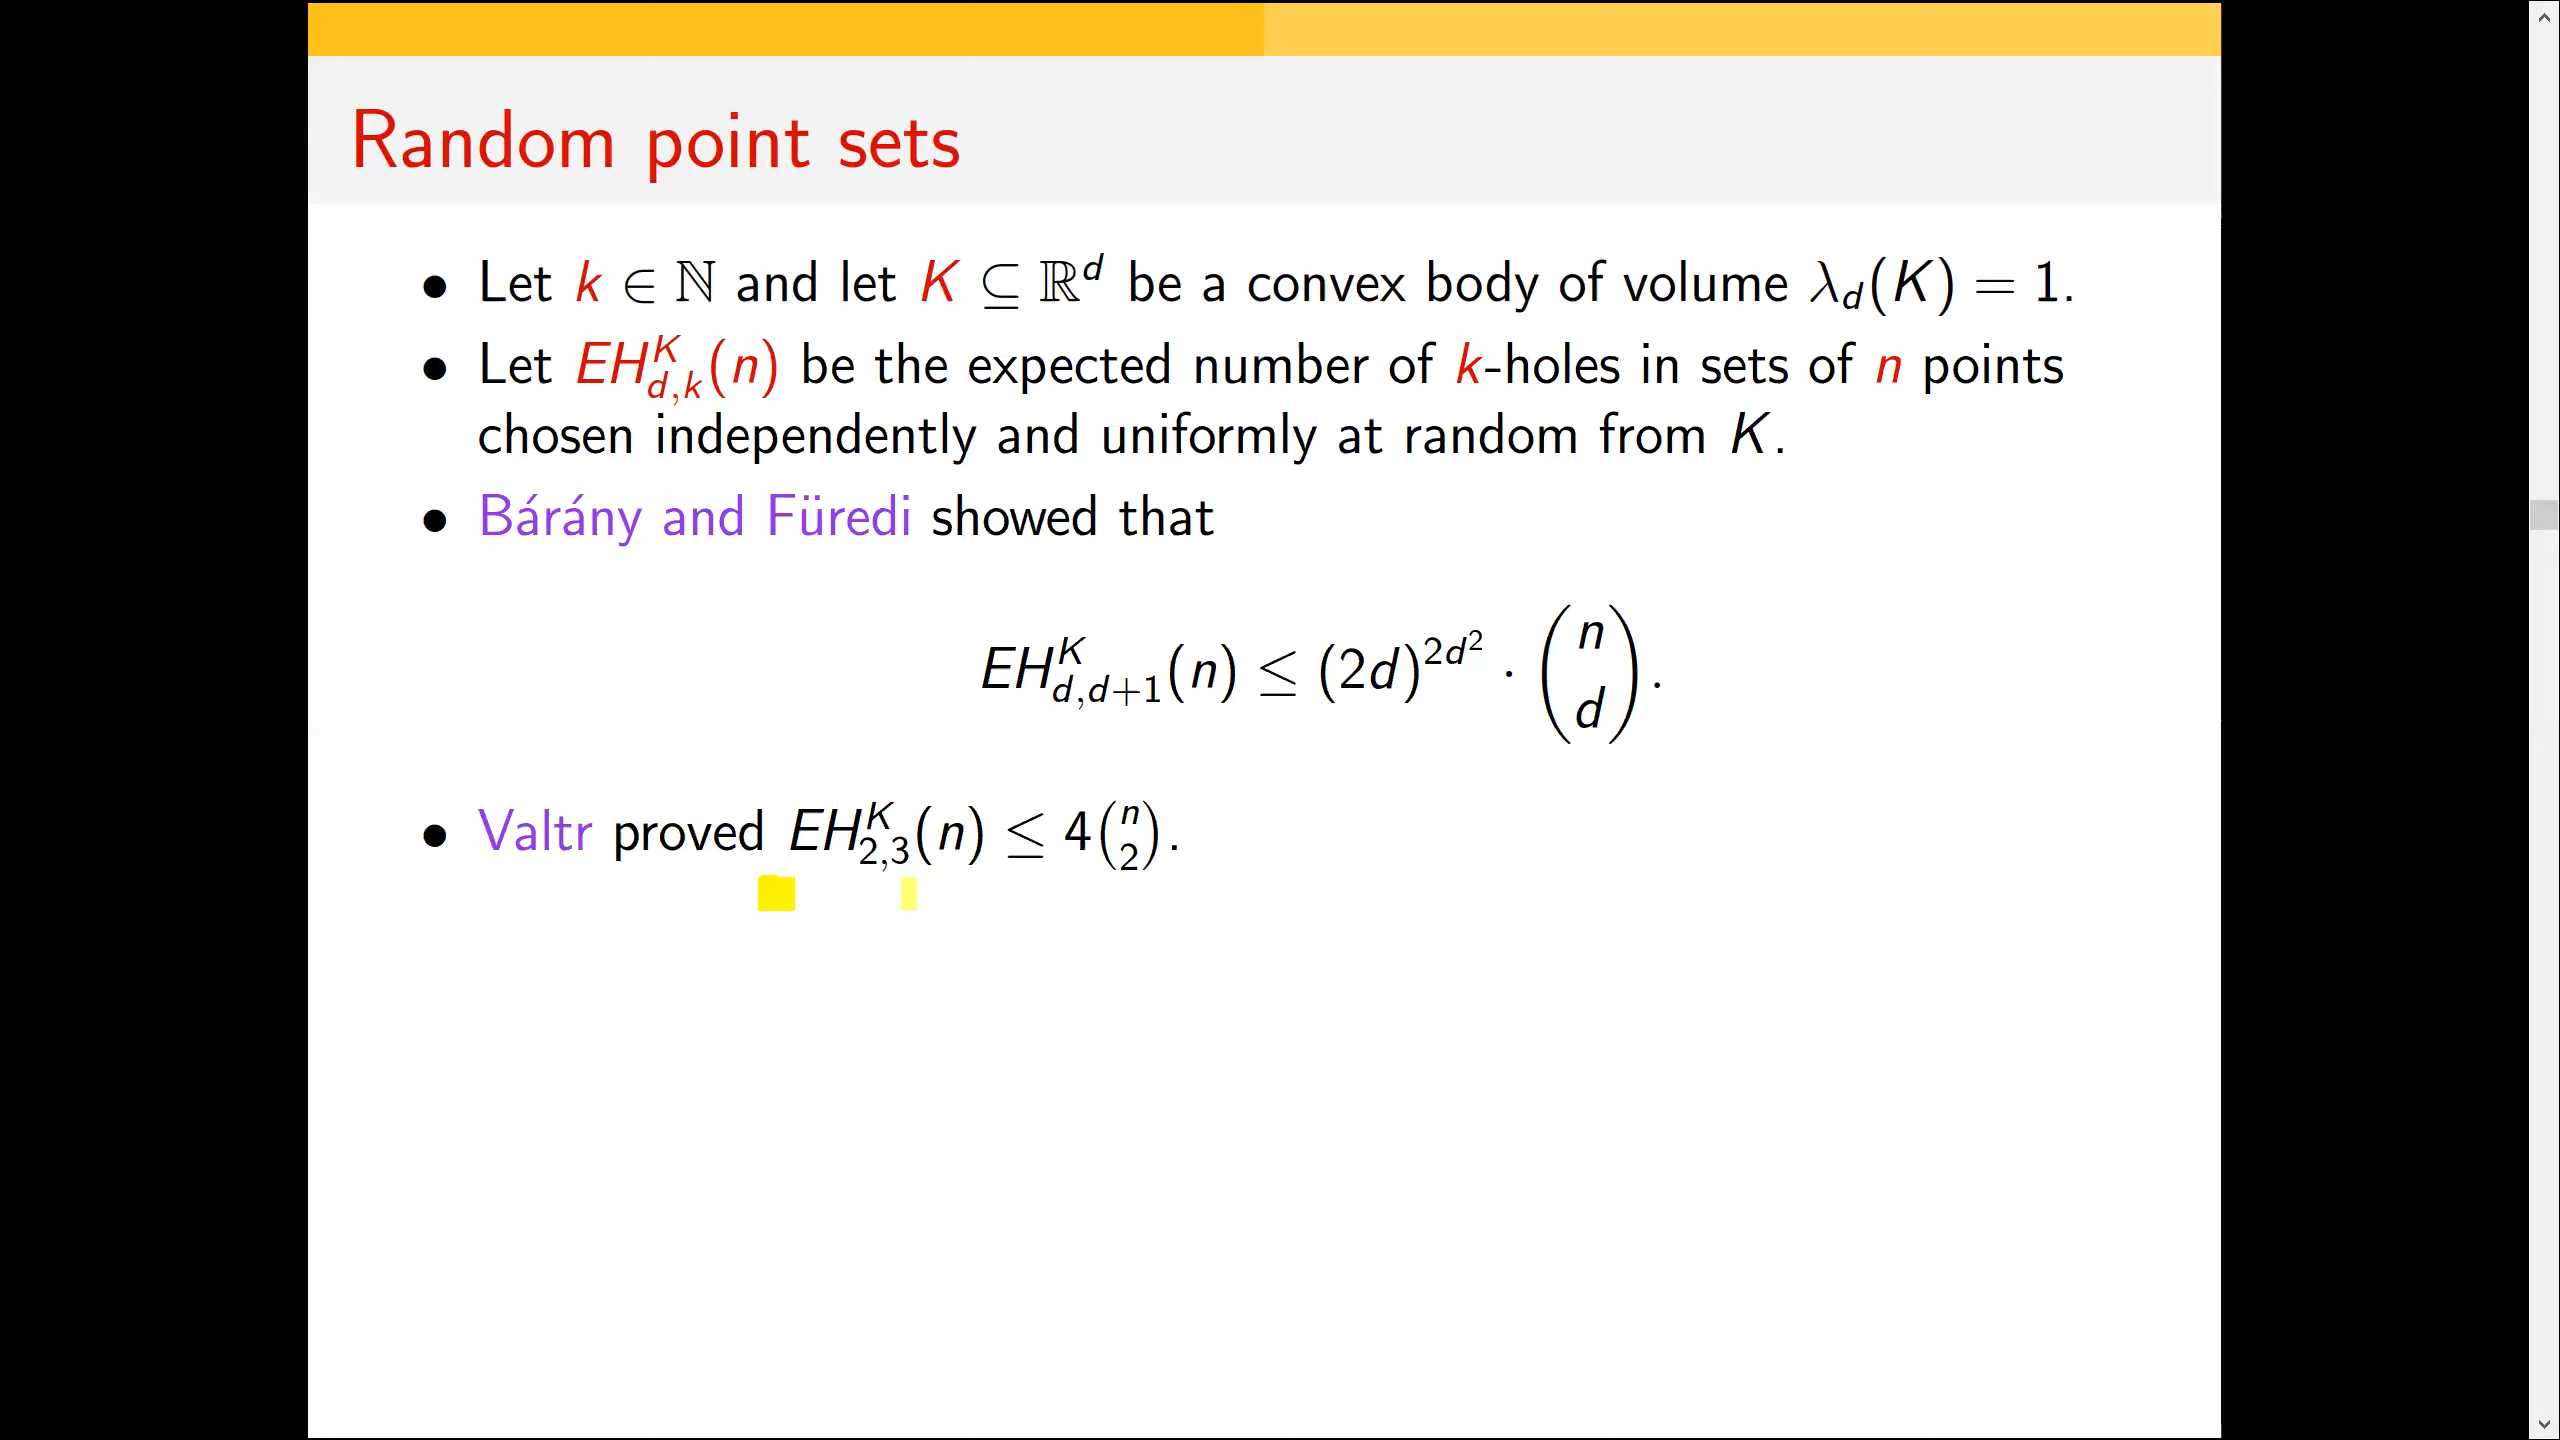 Random point sets
• Let k ∈ ℕ and let K ⊆ ℝ^d be a convex body of volume λ_d(K) = 1.
• Let EH^K_{d,k}(n) be the expected number of k-holes in sets of n points
chosen independently and uniformly at random from K.
• Bárány and Füredi showed that
EH^K_{d,d+1}(n) ≤ (2d)^{2d^2} · \binom{n}{d}.
• Valtr proved EH^K_{2,3}(n) ≤ 4\binom{n}{2}.